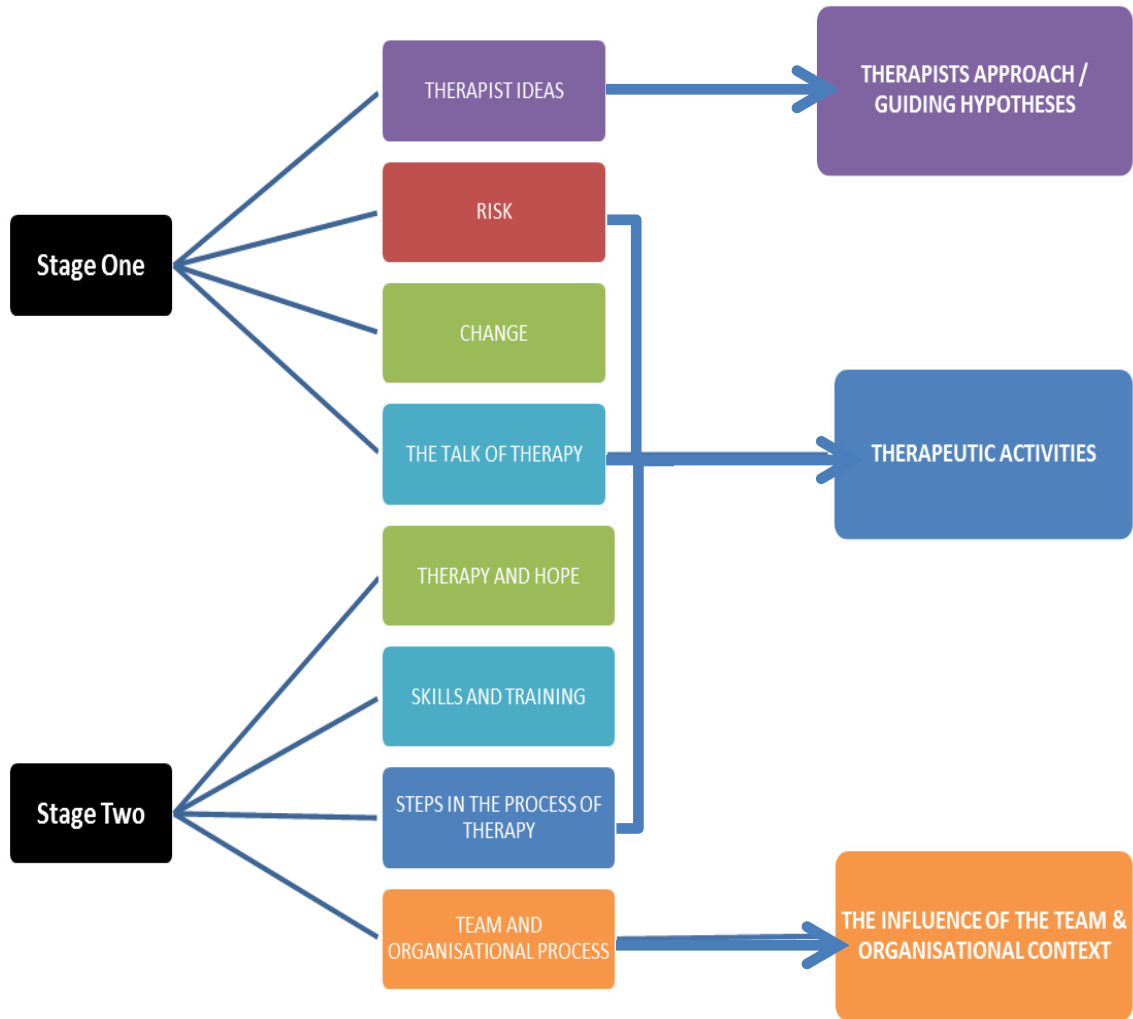 Stage One
Stage Two
THERAPIST IDEAS
RISK
CHANGE
THE TALK OF THERAPY
THERAPY AND HOPE
SKILLS AND TRAINING
STEPS IN THE PROCESS OF
THERAPY
TEAM AND
ORGANISATIONAL PROCESS
THERAPISTS APPROACH /
GUIDING HYPOTHESES
THERAPEUTIC ACTIVITIES
THE INFLUENCE OF THE TEAM &
ORGANISATIONAL CONTEXT